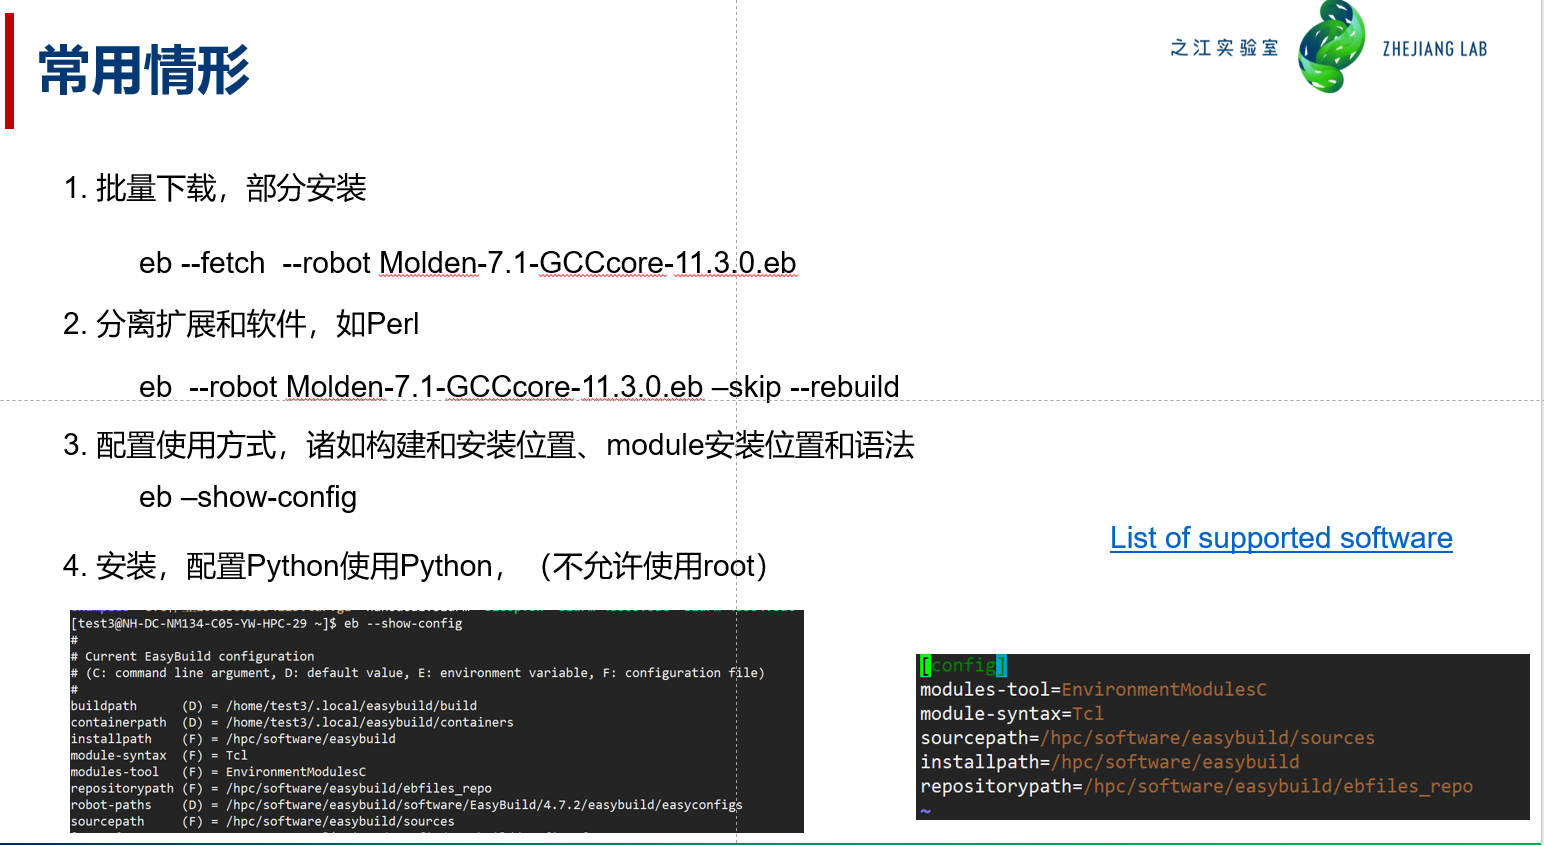 常用情形
之江实验室 ZHEJIANG LAB
1. 批量下载，部分安装
eb --fetch  --robot Molden-7.1-GCCcore-11.3.0.eb
2. 分离扩展和软件，如Perl
eb  --robot Molden-7.1-GCCcore-11.3.0.eb –skip --rebuild
3. 配置使用方式，诸如构建和安装位置、module安装位置和语法
eb –show-config
List of supported software
4. 安装，配置Python使用Python，（不允许使用root）
[test3@NH-DC-NM134-C05-YW-HPC-29 ~]$ eb --show-config
#
# Current EasyBuild configuration
# (C: command line argument, D: default value, E: environment variable, F: configuration file)
#
buildpath      (D) = /home/test3/.local/easybuild/build
containerpath  (D) = /home/test3/.local/easybuild/containers
installpath    (F) = /hpc/software/easybuild
module-syntax  (F) = Tcl
modules-tool   (F) = EnvironmentModulesC
repositorypath (F) = /hpc/software/easybuild/ebfiles_repo
robot-paths    (D) = /hpc/software/easybuild/software/EasyBuild/4.7.2/easybuild/easyconfigs
sourcepath     (F) = /hpc/software/easybuild/sources
[config]
modules-tool=EnvironmentModulesC
module-syntax=Tcl
sourcepath=/hpc/software/easybuild/sources
installpath=/hpc/software/easybuild
repositorypath=/hpc/software/easybuild/ebfiles_repo
~